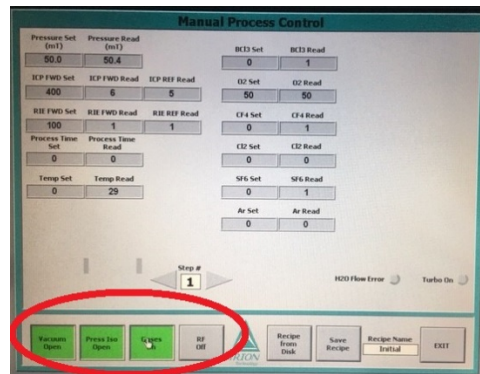 Manual Process Control
Pressure Set (mT) Pressure Read (mT)
50.0 50.4
ICP FWD Set ICP FWD Read ICP REF Read
400 6 5
RIE FWD Set RIE FWD Read RIE REF Read
100 1 1
Process Time Set Process Time Read
0 0
Temp Set Temp Read
0 29
BCl3 Set BCl3 Read
0 1
O2 Set O2 Read
50 50
CF4 Set CF4 Read
0 1
Cl2 Set Cl2 Read
0 0
SF6 Set SF6 Read
0 1
Ar Set Ar Read
0 0
Step #
1
H2O Flow Error Turbo On
Vacuum Open
Press Iso Open
RF Off
Recipe from Disk
Save Recipe
Recipe Name
Initial
EXIT